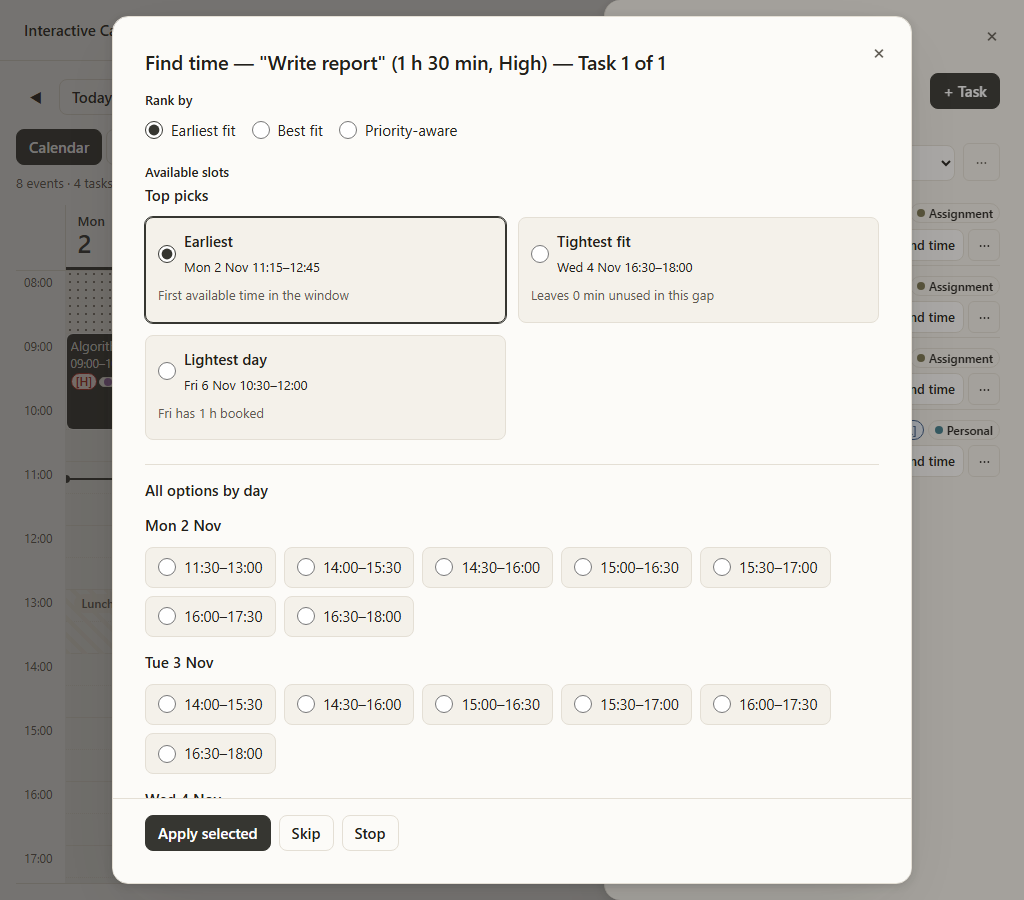 Interactive Ca
×
Find time — "Write report" (1 h 30 min, High) — Task 1 of 1
×
Rank by
Earliest fit
Best fit
Priority-aware
Available slots
Top picks
Earliest
Mon 2 Nov 11:15–12:45
First available time in the window
Tightest fit
Wed 4 Nov 16:30–18:00
Leaves 0 min unused in this gap
Lightest day
Fri 6 Nov 10:30–12:00
Fri has 1 h booked
All options by day
Mon 2 Nov
11:30–13:00
14:00–15:30
14:30–16:00
15:00–16:30
15:30–17:00
16:00–17:30
16:30–18:00
Tue 3 Nov
14:00–15:30
14:30–16:00
15:00–16:30
15:30–17:00
16:00–17:30
16:30–18:00
Wed 4 Nov
Apply selected
Skip
Stop
◀
Today
Calendar
8 events · 4 tasks
Mon
2
08:00
09:00
10:00
11:00
12:00
13:00
14:00
15:00
16:00
17:00
Algorith
09:00–1
[H]
Lunch
+ Task
...
Assignment
nd time
...
Assignment
nd time
...
Assignment
nd time
...
]
Personal
nd time
...